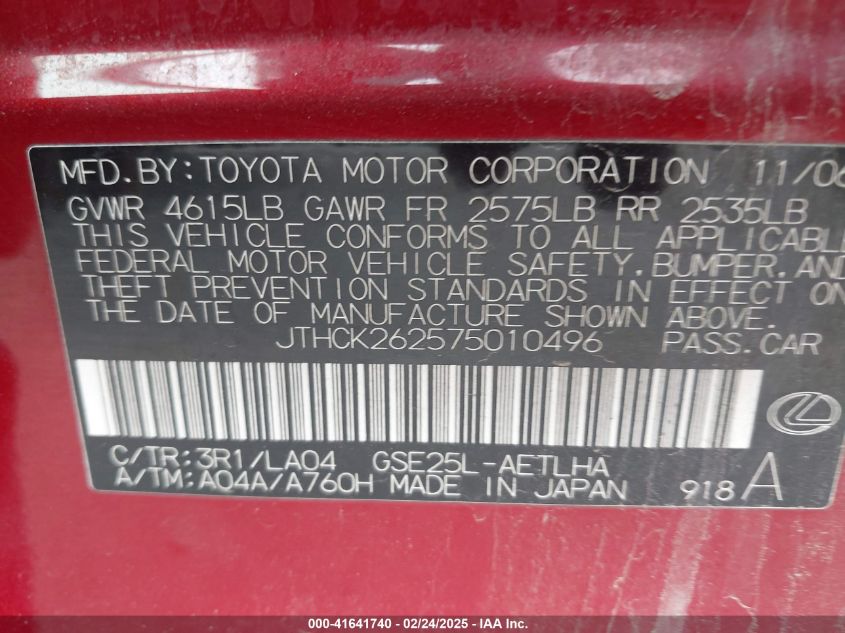 MFD.BY:TOYOTA MOTOR CORPORATION 11/06
GVWR 4615LB GAWR FR 2575LB RR 2535LB
THIS VEHICLE CONFORMS TO ALL APPLICABLE
FEDERAL MOTOR VEHICLE SAFETY.BUMPER.AND
THEFT PREVENTION STANDARDS IN EFFECT ON
THE DATE OF MANUFACTURE SHOWN ABOVE.
JTHCK262575010496 PASS.CAR
C/TR:3R1/LA04 GSE25L-AETLHA
A/TM:A04A/A760H MADE IN JAPAN 918A
000-41641740 - 02/24/2025 - IAA Inc.